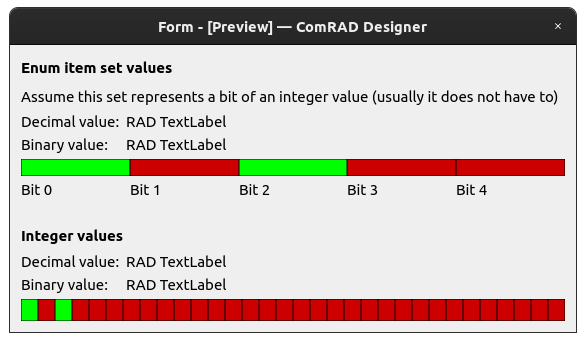 Form - [Preview] — ComRAD Designer ×
Enum item set values
Assume this set represents a bit of an integer value (usually it does not have to)
Decimal value: RAD TextLabel
Binary value: RAD TextLabel
Bit 0 Bit 1 Bit 2 Bit 3 Bit 4
Integer values
Decimal value: RAD TextLabel
Binary value: RAD TextLabel